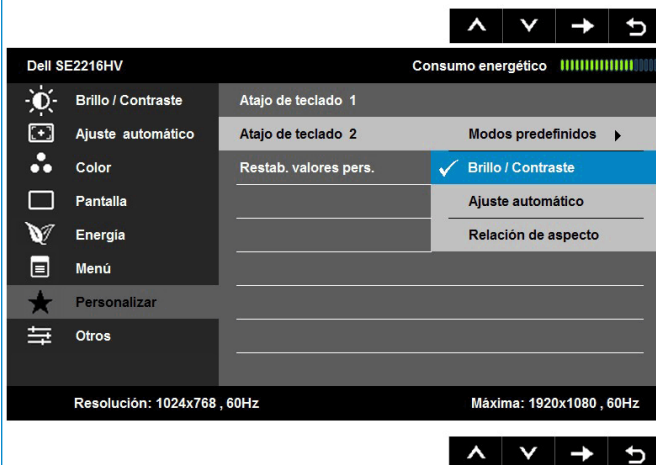 Dell SE2216HV Consumo energético
Brillo / Contraste Atajo de teclado 1
Ajuste automático Atajo de teclado 2 Modos predefinidos
Color Restab. valores pers. Brillo / Contraste
Pantalla Ajuste automático
Energía Relación de aspecto
Menú
Personalizar
Otros
Resolución: 1024x768 , 60Hz Máxima: 1920x1080 , 60Hz